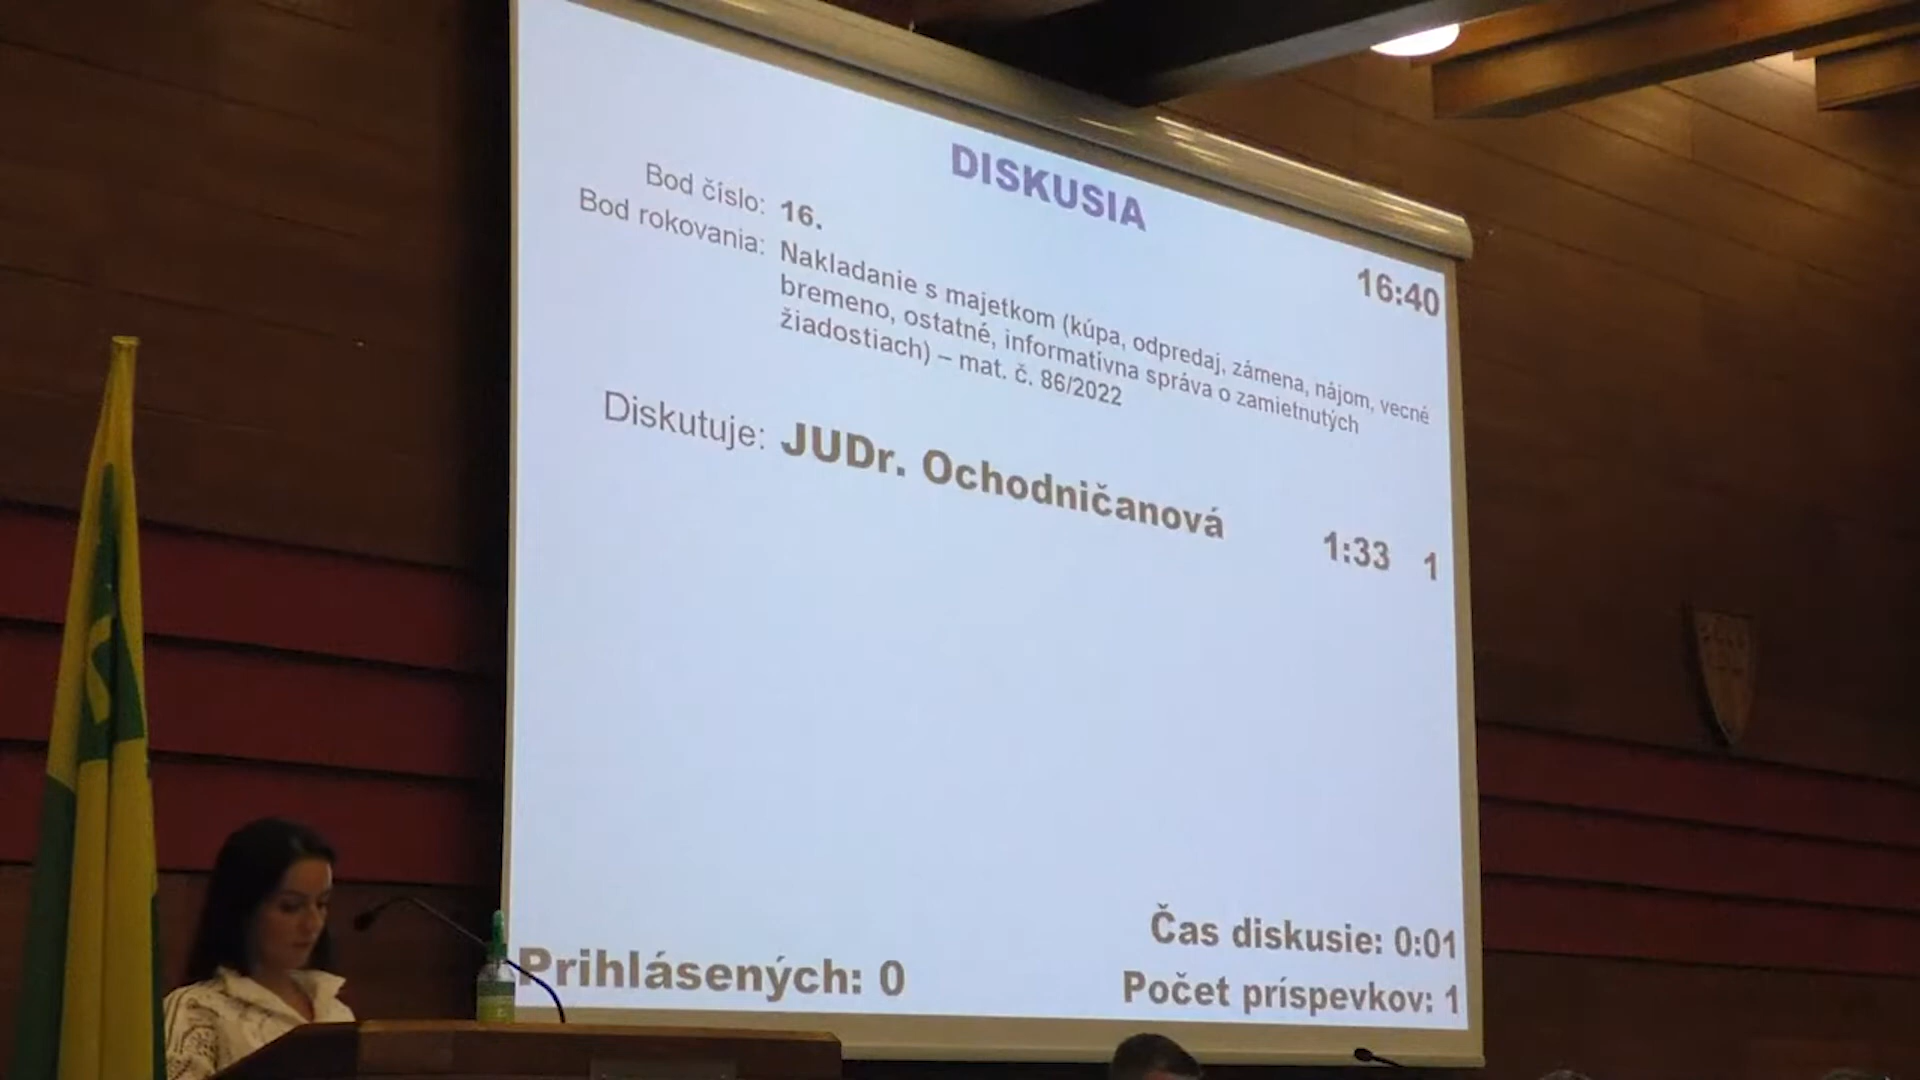 DISKUSIA
16:40
Bod číslo: 16.
Bod rokovania: Nakladanie s majetkom (kúpa, odpredaj, zámena, nájom, vecné
bremeno, ostatné, informatívna správa o zamietnutých
žiadostiach) – mat. č. 86/2022
Diskutuje: JUDr. Ochodničanová 1:33 1
Čas diskusie: 0:01
Prihlásených: 0
Počet príspevkov: 1